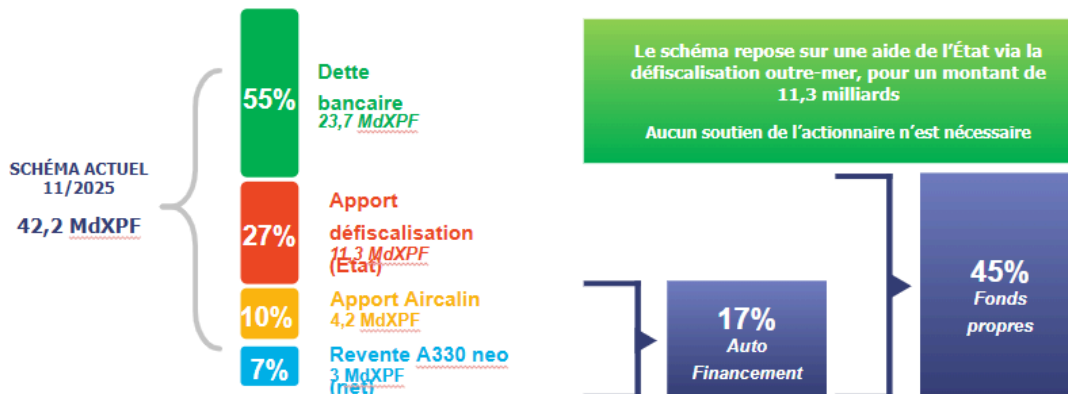 SCHÉMA ACTUEL
11/2025
42,2 MdXPF
55%
Dette
bancaire
23,7 MdXPF
27%
Apport
défiscalisation
11,3 MdXPF
(Etat)
10%
Apport Aircalin
4,2 MdXPF
7%
Revente A330 neo
3 MdXPF
(net)
Le schéma repose sur une aide de l’État via la
défiscalisation outre-mer, pour un montant de
11,3 milliards
Aucun soutien de l’actionnaire n’est nécessaire
17%
Auto
Financement
45%
Fonds
propres